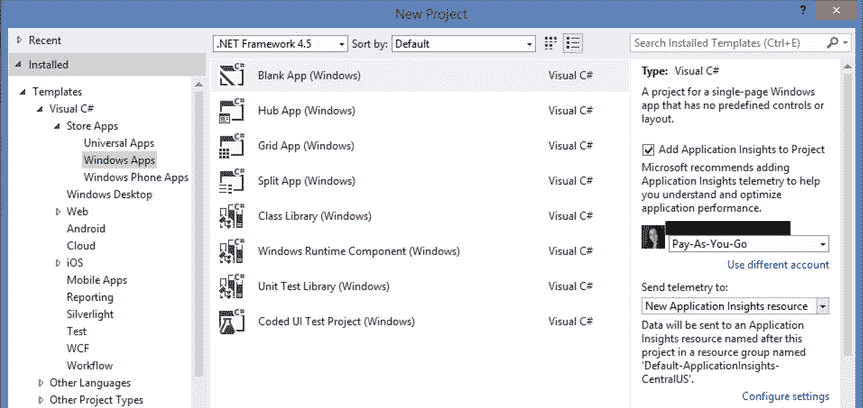 New Project
? ×
Recent
Installed
.NET Framework 4.5
Sort by: Default
Search Installed Templates (Ctrl+E)
Templates
Visual C#
Store Apps
Universal Apps
Windows Apps
Windows Phone Apps
Windows Desktop
Web
Android
Cloud
iOS
Mobile Apps
Reporting
Silverlight
Test
WCF
Workflow
Other Languages
Other Project Types
C# Blank App (Windows) Visual C#
C# Hub App (Windows) Visual C#
C# Grid App (Windows) Visual C#
C# Split App (Windows) Visual C#
C# Class Library (Windows) Visual C#
C# Windows Runtime Component (Windows) Visual C#
C# Unit Test Library (Windows) Visual C#
C# Coded UI Test Project (Windows) Visual C#
Type: Visual C#
A project for a single-page Windows
app that has no predefined controls or
layout.
Add Application Insights to Project
Microsoft recommends adding
Application Insights telemetry to help
you understand and optimize
application performance.
Pay-As-You-Go
Use different account
Send telemetry to:
New Application Insights resource
Data will be sent to an Application
Insights resource named after this
project in a resource group named
'Default-ApplicationInsights-
CentralUS'.
Configure settings